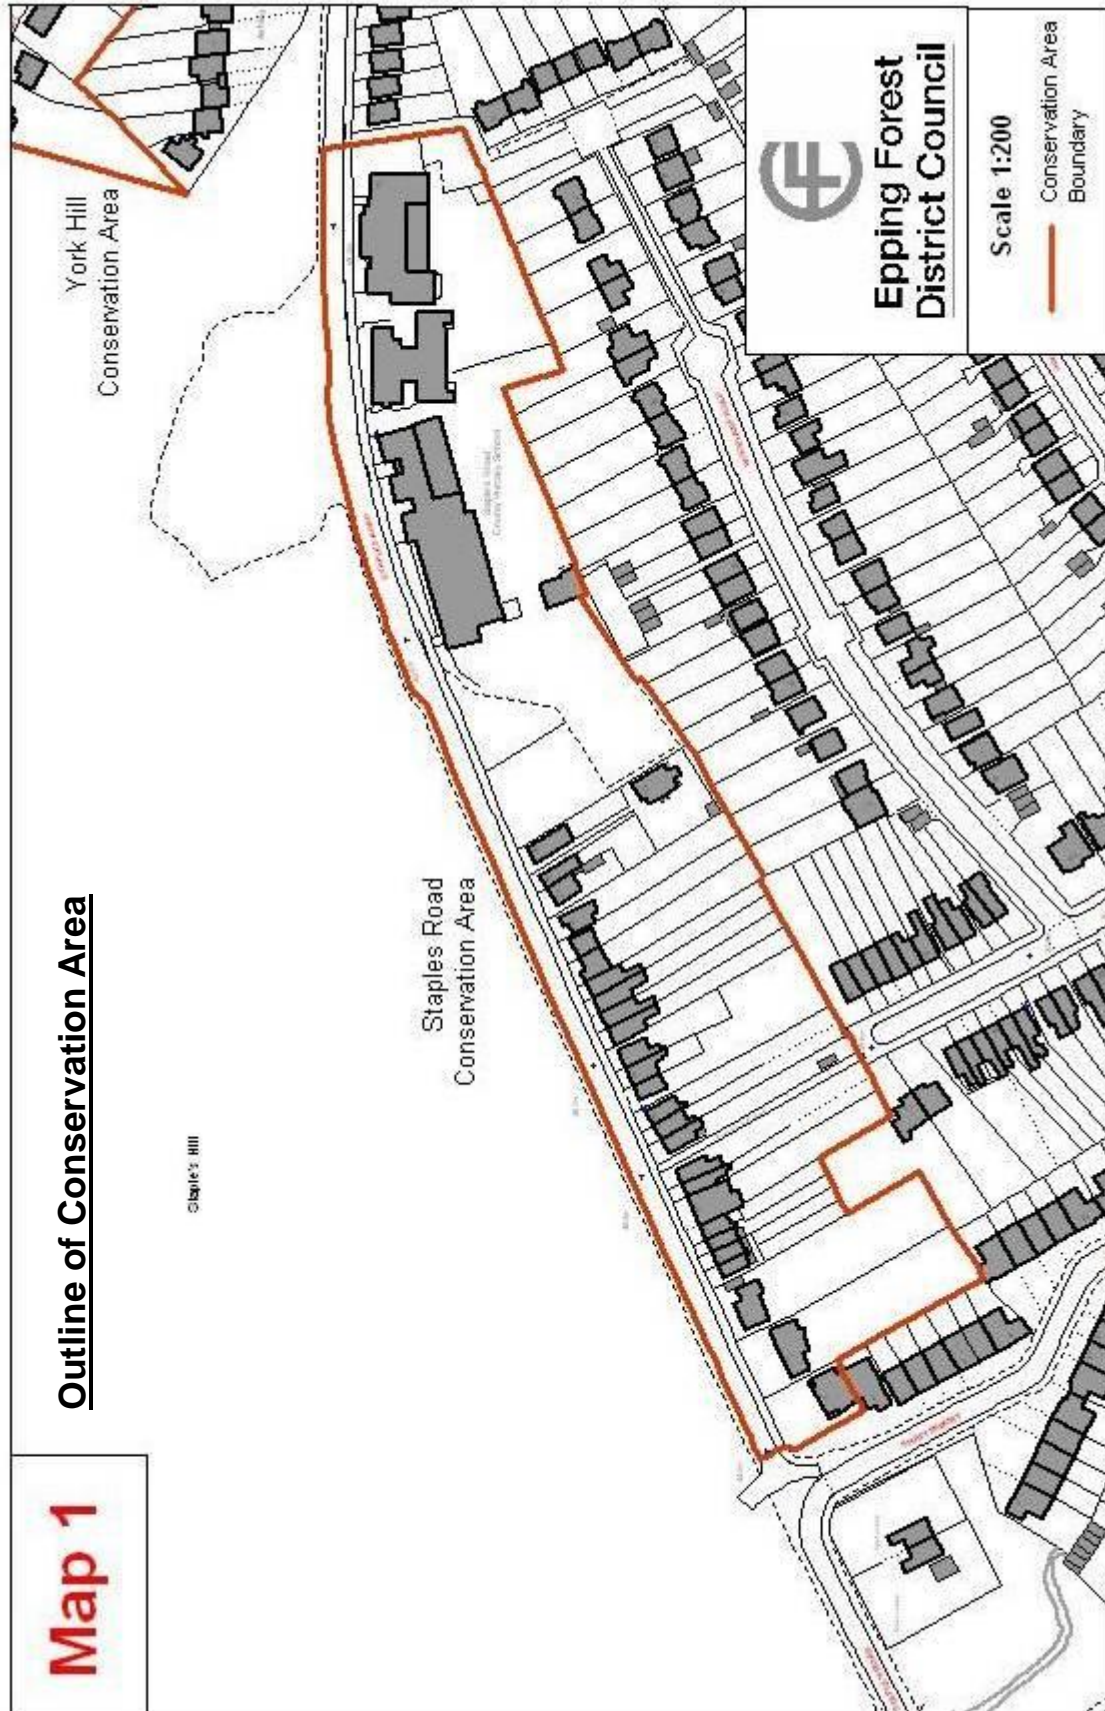 Map 1
Outline of Conservation Area
Staple's Hill
York Hill
Conservation Area
Staples Road
Conservation Area
Epping Forest
District Council
Scale 1:200
Conservation Area
Boundary